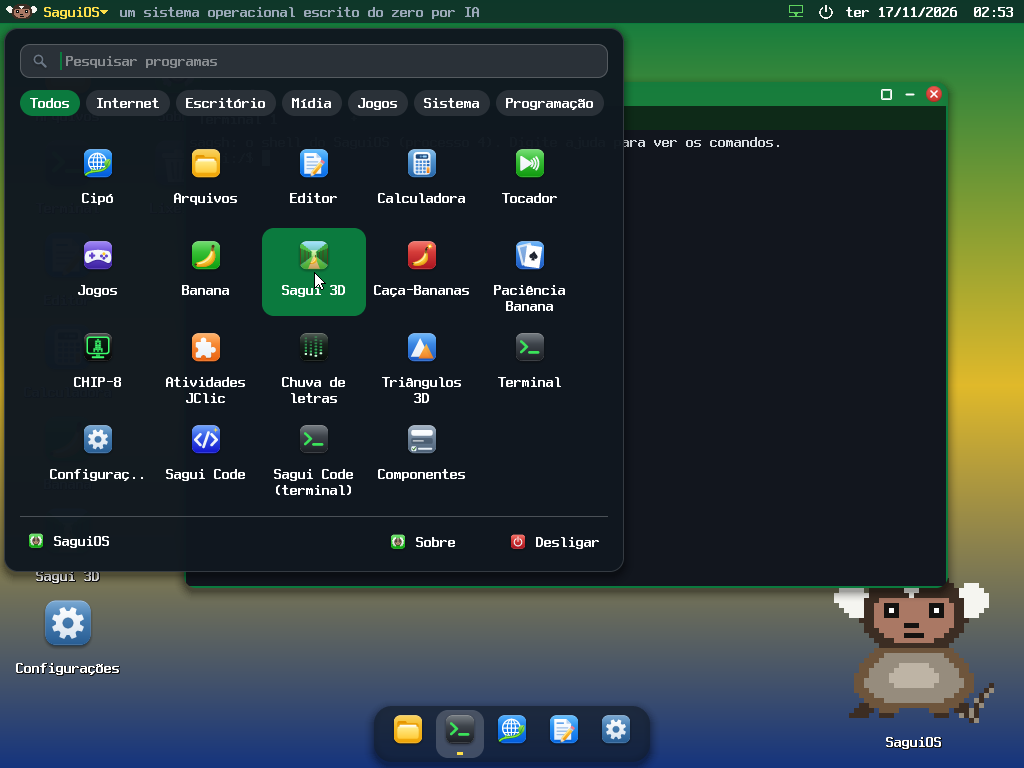 SaguiOS um sistema operacional escrito do zero por IA ter 17/11/2026 02:53
Pesquisar programas
Todos Internet Escritório Mídia Jogos Sistema Programação
para ver os comandos.
Cipó Arquivos Editor Calculadora Tocador
Jogos Banana Sagui 3D Caça-Bananas Paciência
Banana
CHIP-8 Atividades Chuva de Triângulos Terminal
JClic letras 3D
Configuraç.. Sagui Code Sagui Code Componentes
(terminal)
SaguiOS Sobre Desligar
Sagui 3D
Configurações
SaguiOS